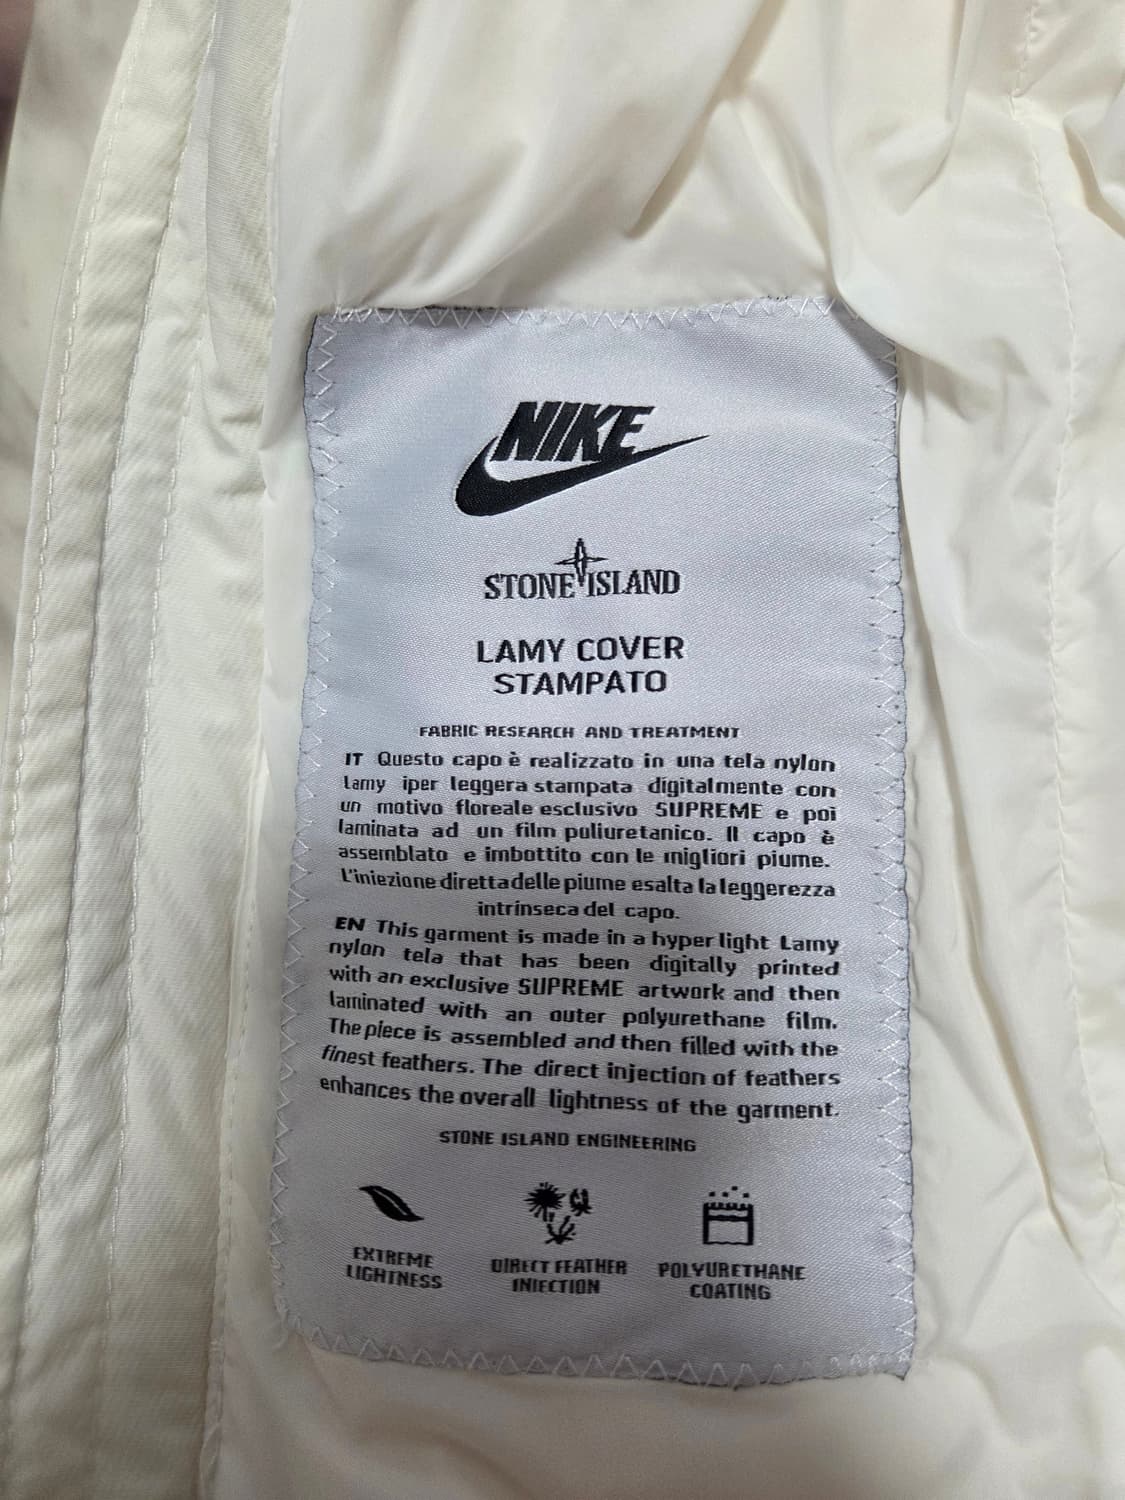 NIKE
STONE ISLAND
LAMY COVER
STAMPATO
FABRIC RESEARCH AND TREATMENT
IT Questo capo è realizzato in una tela nylon
Lamy iper leggera stampata digitalmente con
un motivo floreale esclusivo SUPREME e poi
laminata ad un film poliuretanico. Il capo è
assemblato e imbottito con le migliori piume.
L'iniezione diretta delle piume esalta la leggerezza
intrinseca del capo.
EN This garment is made in a hyper light Lamy
nylon tela that has been digitally printed
with an exclusive SUPREME artwork and then
laminated with an outer polyurethane film.
The piece is assembled and then filled with the
finest feathers. The direct injection of feathers
enhances the overall lightness of the garment.
STONE ISLAND ENGINEERING
EXTREME
LIGHTNESS
DIRECT FEATHER
INJECTION
POLYURETHANE
COATING